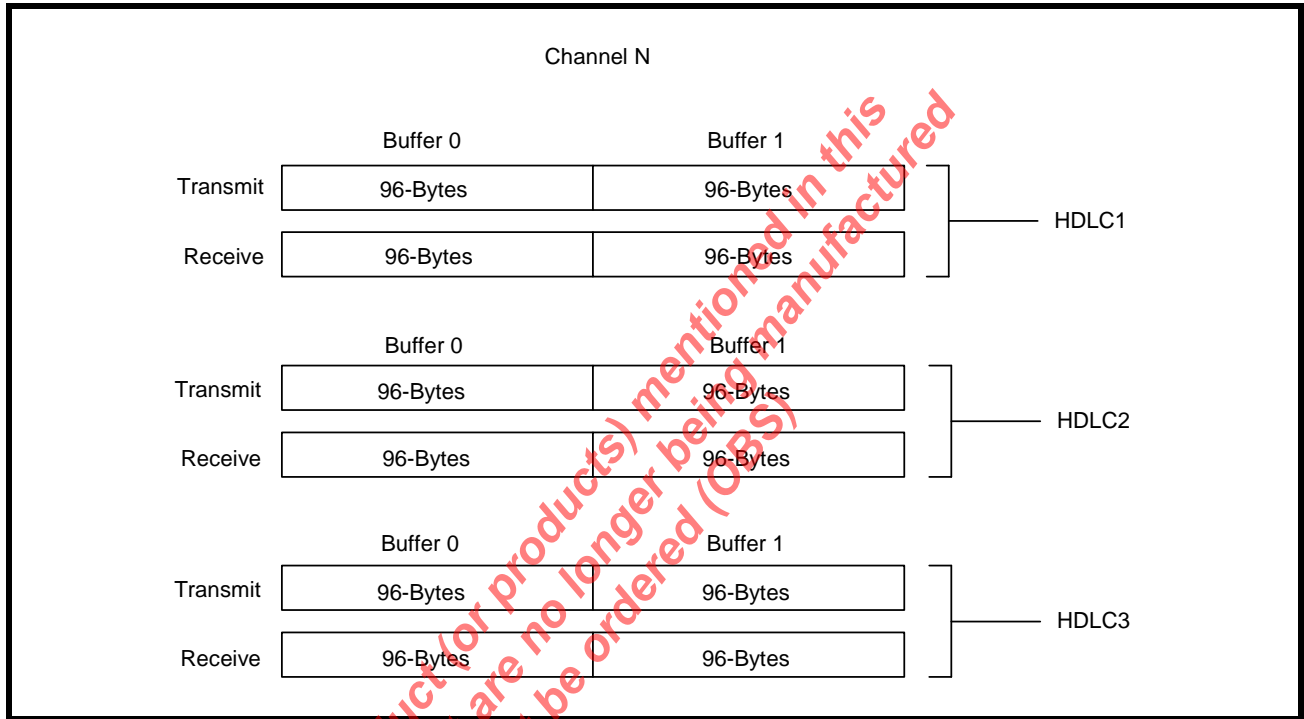 Channel N
Buffer 0 Buffer 1
Transmit 96-Bytes 96-Bytes
HDLC1
Receive 96-Bytes 96-Bytes
Buffer 0 Buffer 1
Transmit 96-Bytes 96-Bytes
HDLC2
Receive 96-Bytes 96-Bytes
Buffer 0 Buffer 1
Transmit 96-Bytes 96-Bytes
HDLC3
Receive 96-Bytes 96-Bytes
(or products) mentioned in this
are no longer being manufactured
be ordered (OBS)